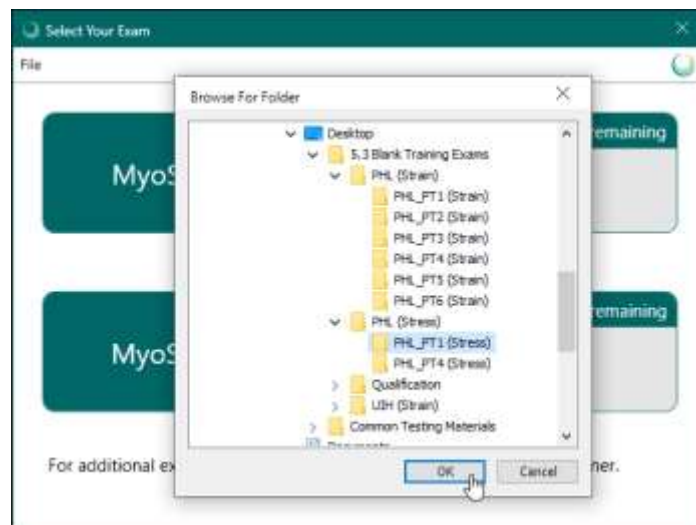 Select Your Exam
File
Browse For Folder
remaining
MyoS
Desktop
5.3 Blank Training Exams
PHL (Strain)
PHL_PT1 (Strain)
PHL_PT2 (Strain)
PHL_PT3 (Strain)
PHL_PT4 (Strain)
PHL_PT5 (Strain)
PHL_PT6 (Strain)
PHL (Stress)
remaining
PHL_PT1 (Stress)
MyoS
PHL_PT4 (Stress)
Qualification
UIH (Strain)
Common Testing Materials
For additional ex
ner.
OK
Cancel